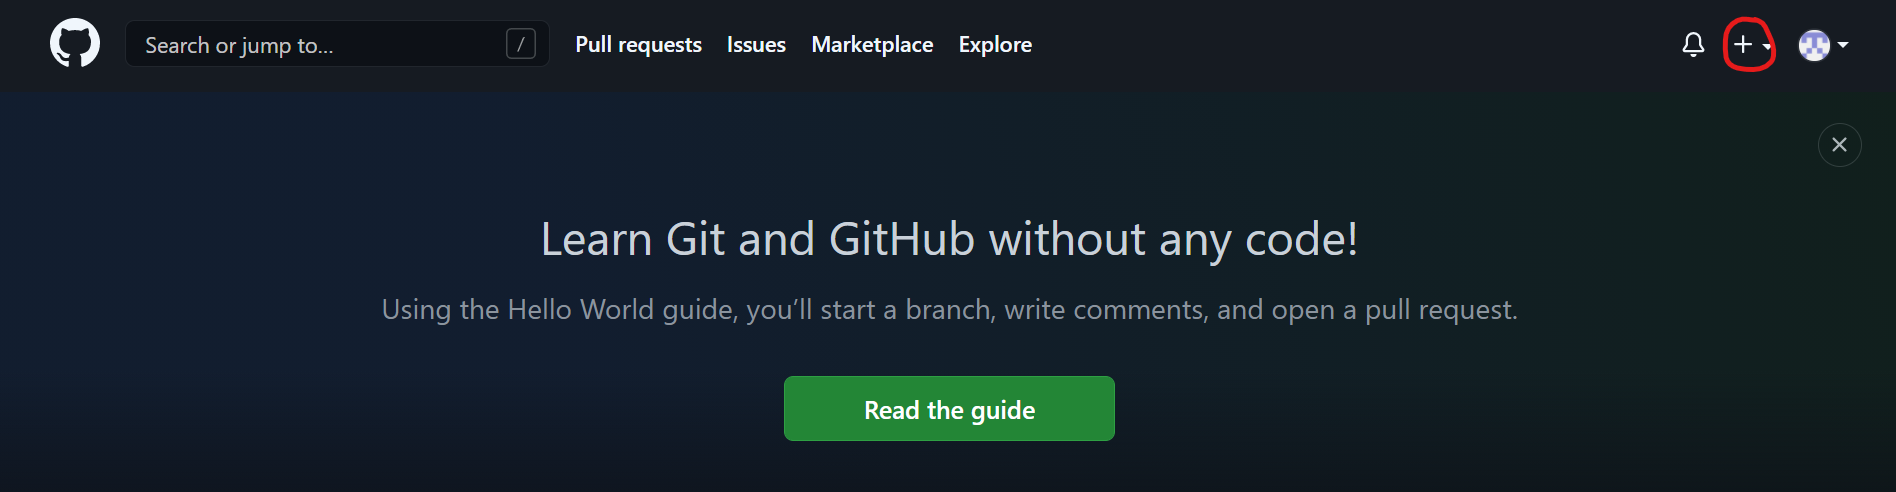 Search or jump to... /
Pull requests Issues Marketplace Explore
Learn Git and GitHub without any code!
Using the Hello World guide, you’ll start a branch, write comments, and open a pull request.
Read the guide